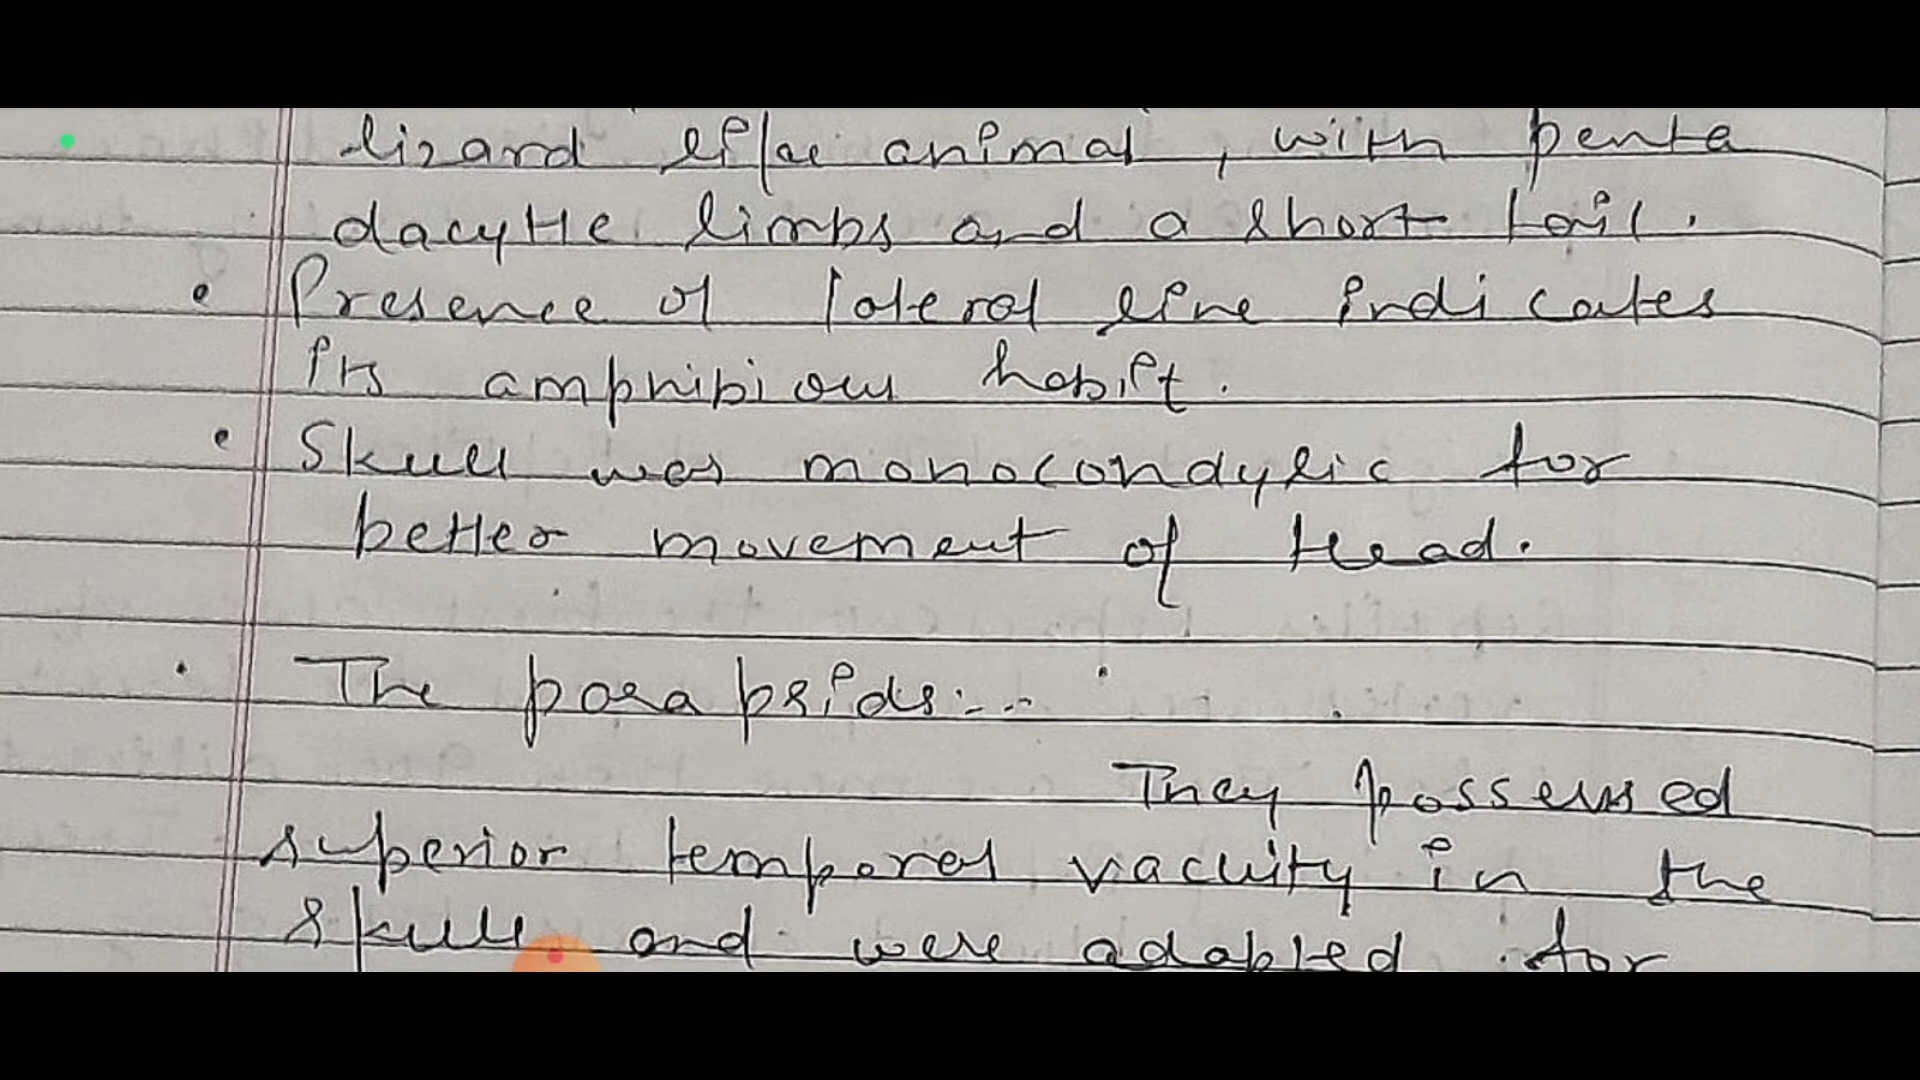 lizard like animal, with penta
dacytle limbs and a short tail.
• Presence of lateral line indicates
its amphibious habit.
• Skull was monocondylic for
better movement of Head.
• The parapsids:--
They possessed
superior temporal vacuity in the
skull and were adapted for